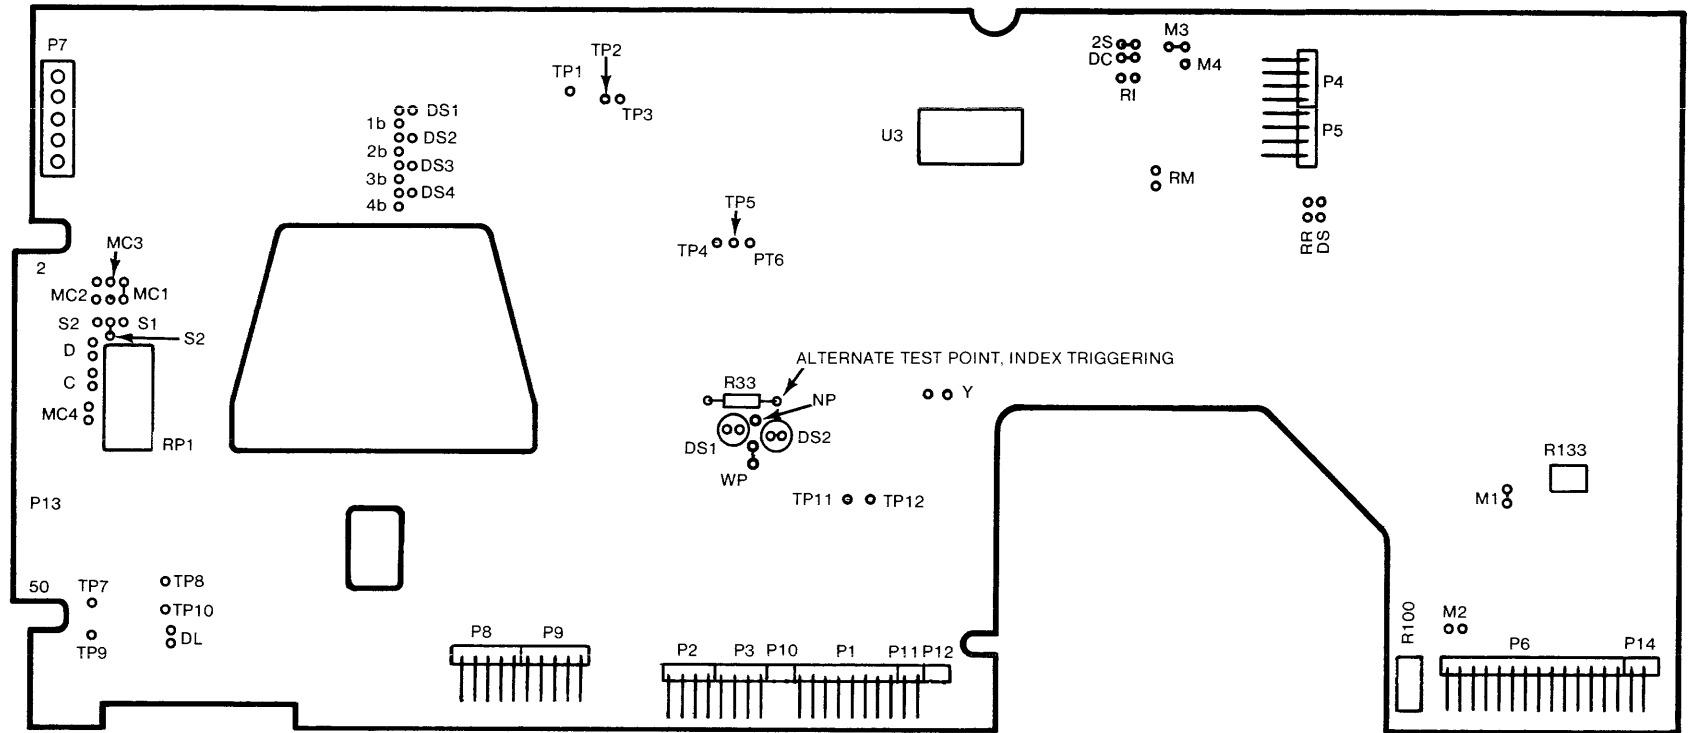 P7
TP2
TP1
TP3
DS1
1b
DS2
2b
DS3
3b
DS4
4b
2S
DC
RI
M3
M4
P4
P5
U3
RM
RR
DS
TP5
TP4
PT6
MC3
2
MC2
MC1
S2
S1
S2
D
C
MC4
RP1
ALTERNATE TEST POINT, INDEX TRIGGERING
R33
NP
DS1
DS2
WP
Y
TP11
TP12
R133
M1
P13
50
TP7
TP8
TP10
DL
TP9
P8
P9
P2
P3
P10
P1
P11
P12
R100
M2
P6
P14